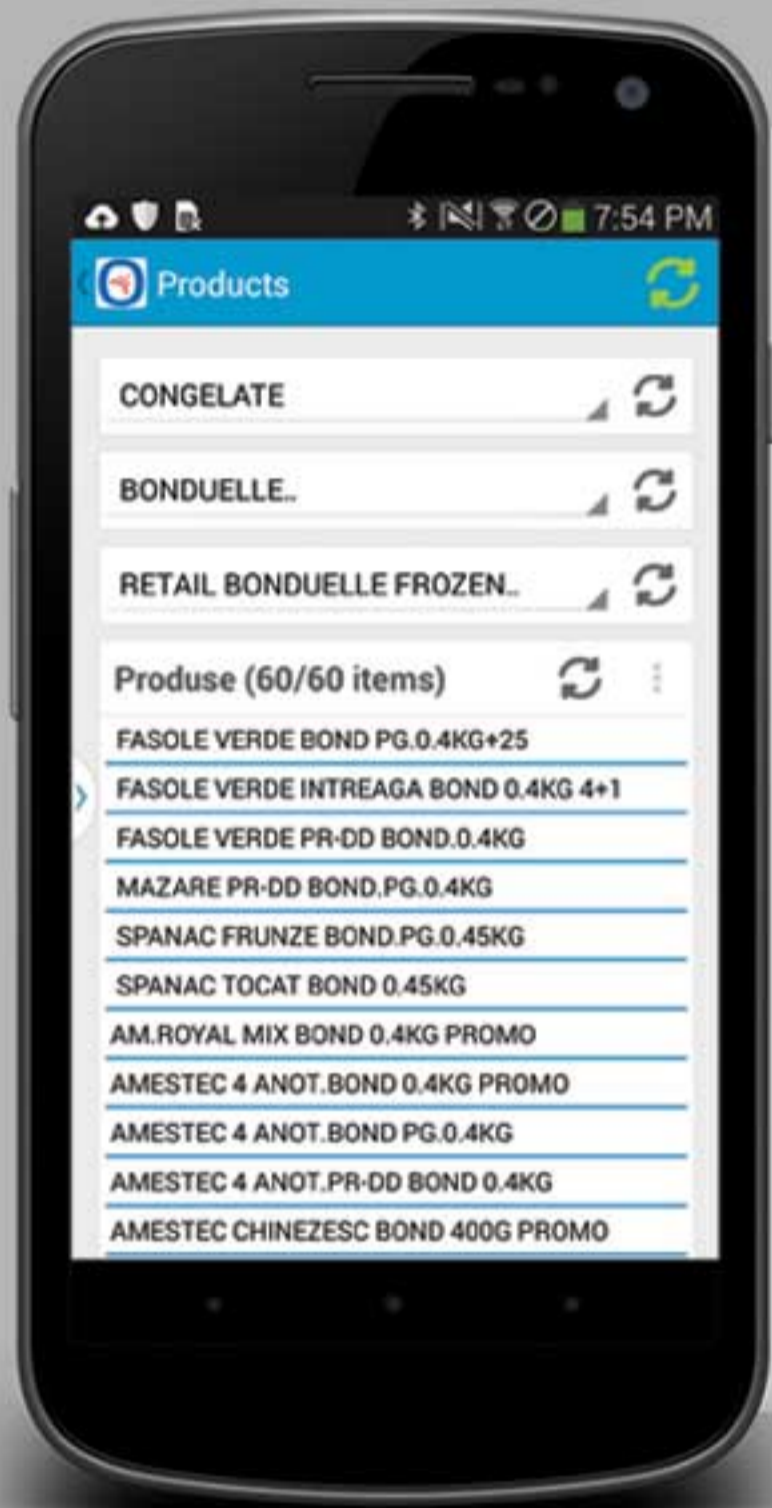 7:54 PM
Products
CONGELATE
BONDUELLE..
RETAIL BONDUELLE FROZEN..
Produse (60/60 items)
FASOLE VERDE BOND PG.0.4KG+25
FASOLE VERDE INTREAGA BOND 0.4KG 4+1
FASOLE VERDE PR-DD BOND.0.4KG
MAZARE PR-DD BOND.PG.0.4KG
SPANAC FRUNZE BOND.PG.0.45KG
SPANAC TOCAT BOND 0.45KG
AM.ROYAL MIX BOND 0.4KG PROMO
AMESTEC 4 ANOT.BOND 0.4KG PROMO
AMESTEC 4 ANOT.BOND PG.0.4KG
AMESTEC 4 ANOT.PR-DD BOND 0.4KG
AMESTEC CHINEZESC BOND 400G PROMO